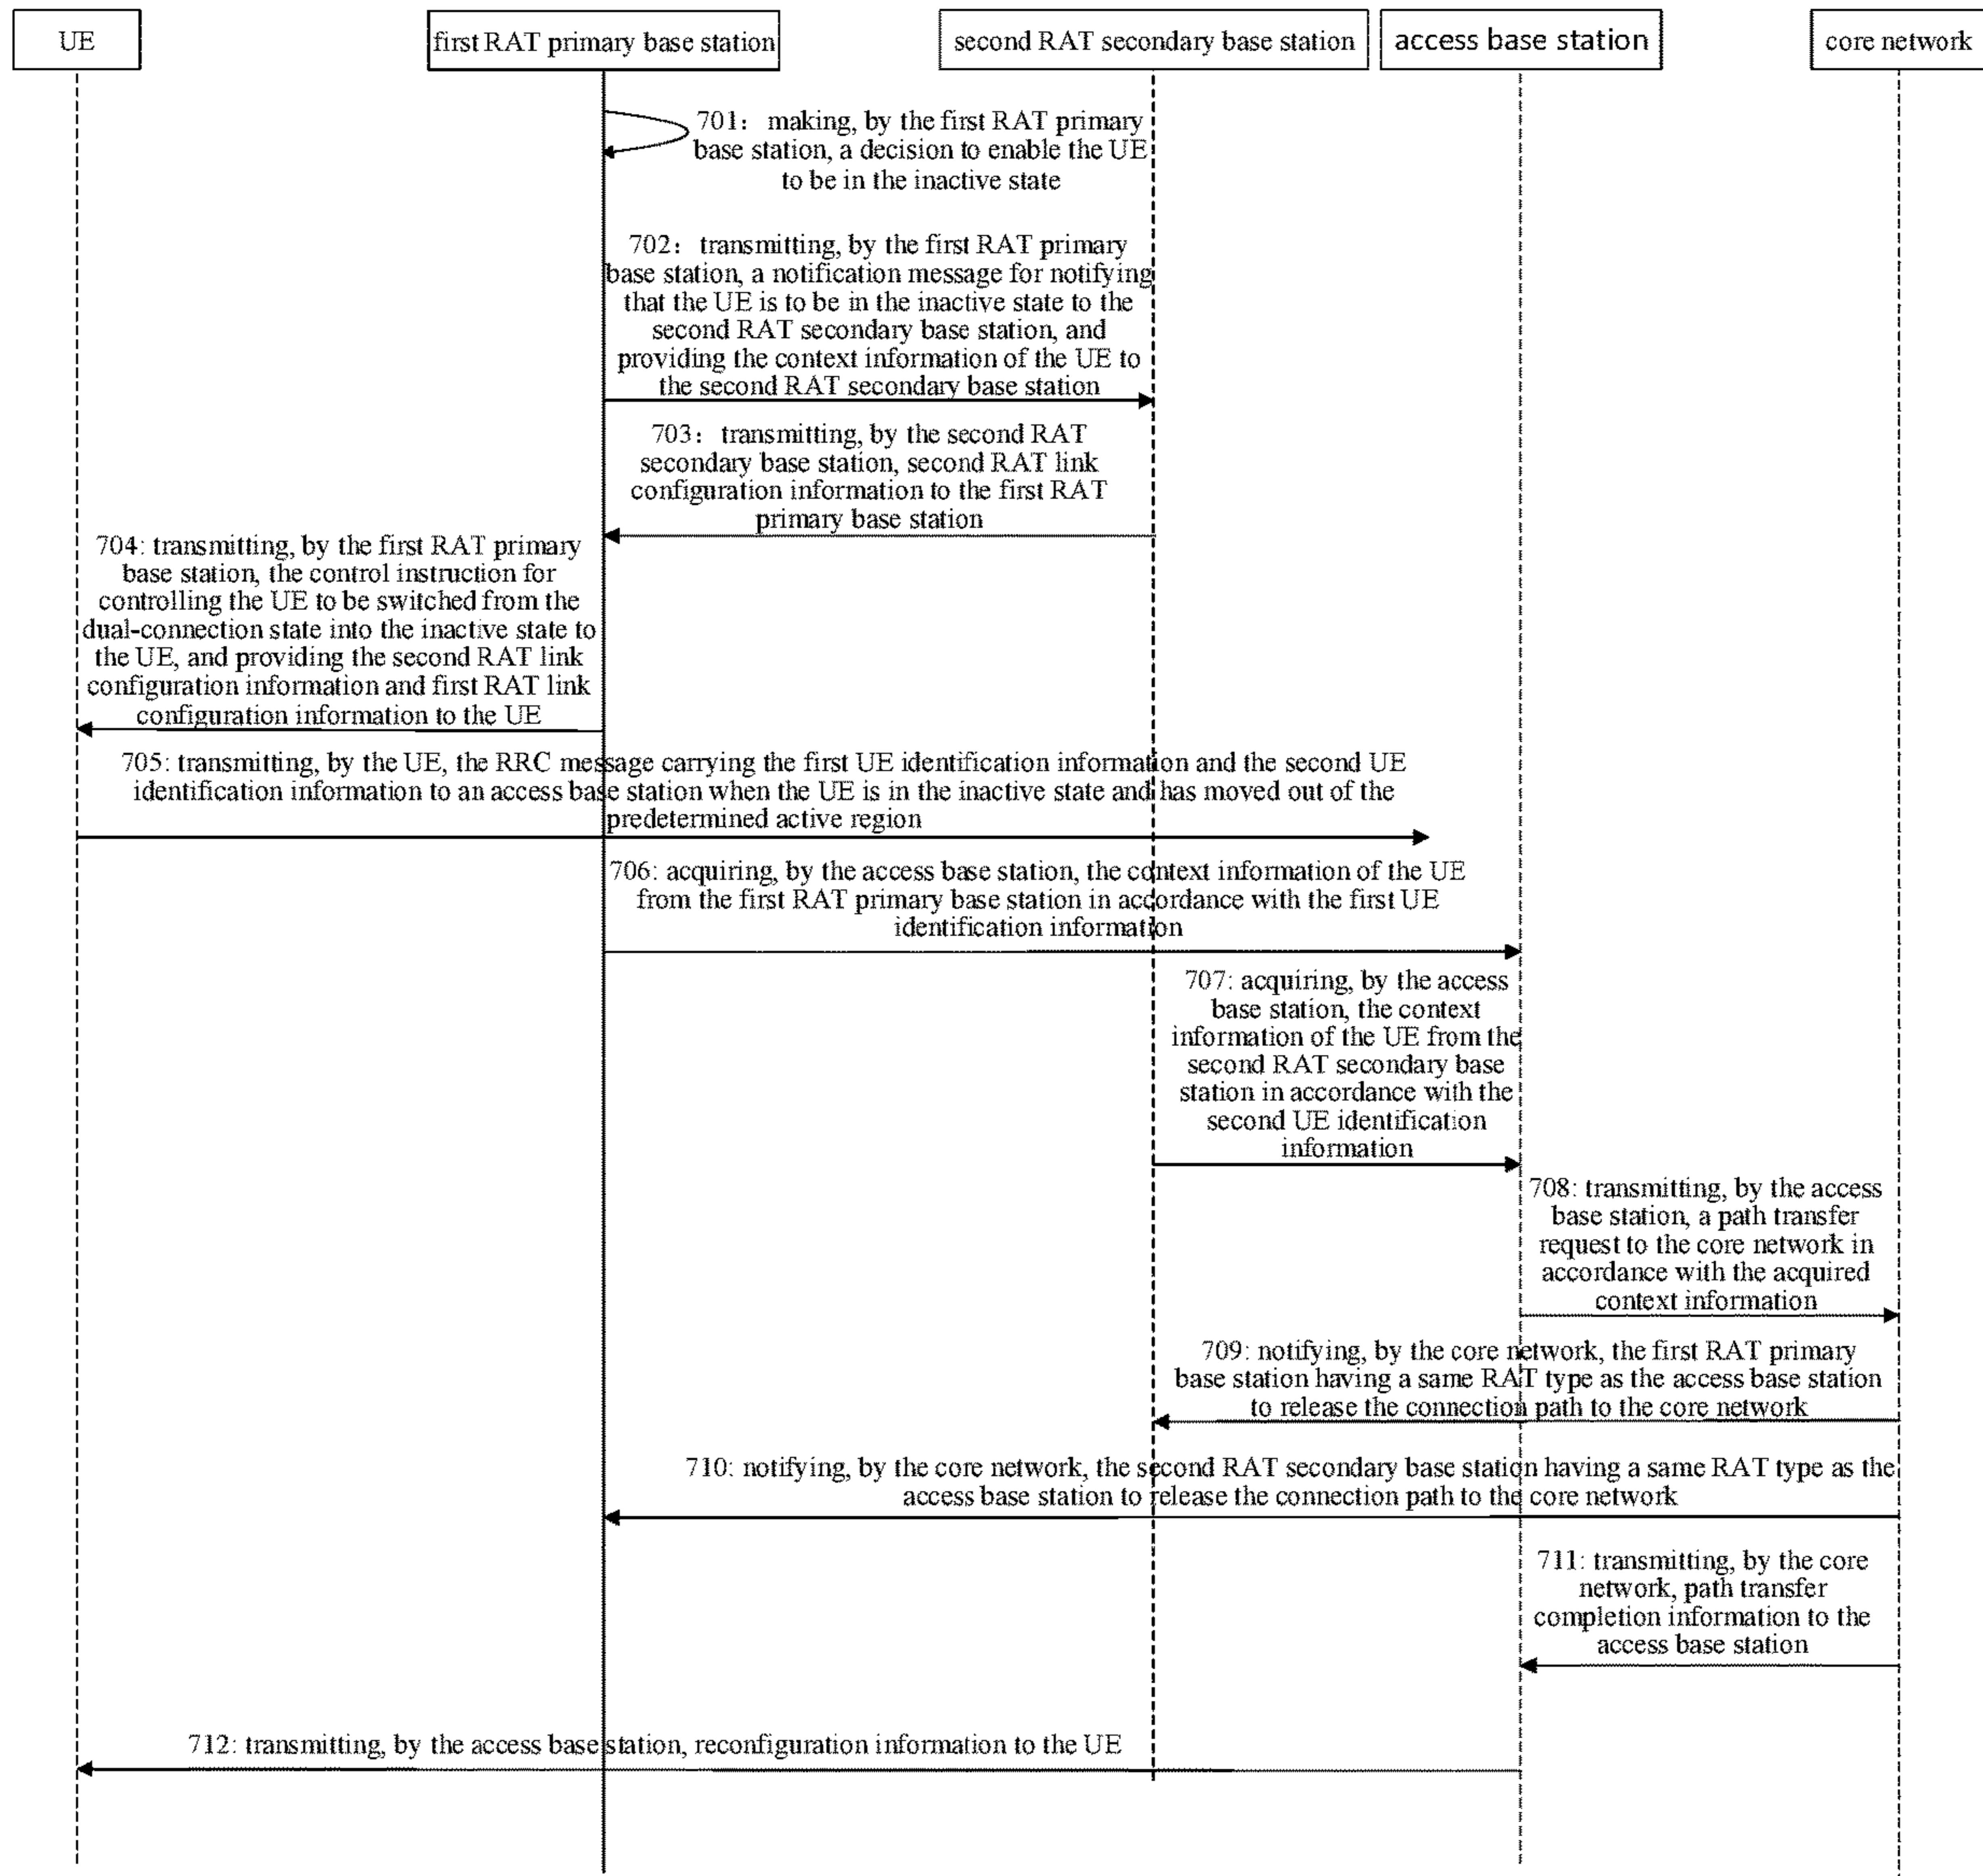 UE
first RAT primary base station
second RAT secondary base station
access base station
core network
701: making, by the first RAT primary
base station, a decision to enable the UE
to be in the inactive state
702: transmitting, by the first RAT primary
base station, a notification message for notifying
that the UE is to be in the inactive state to the
second RAT secondary base station, and
providing the context information of the UE to
the second RAT secondary base station
703: transmitting, by the second RAT
secondary base station, second RAT link
configuration information to the first RAT
primary base station
704: transmitting, by the first RAT primary
base station, the control instruction for
controlling the UE to be switched from the
dual-connection state into the inactive state to
the UE, and providing the second RAT link
configuration information and first RAT link
configuration information to the UE
705: transmitting, by the UE, the RRC message carrying the first UE identification information and the second UE
identification information to an access base station when the UE is in the inactive state and has moved out of the
predetermined active region
706: acquiring, by the access base station, the context information of the UE
from the first RAT primary base station in accordance with the first UE
identification information
707: acquiring, by the access
base station, the context
information of the UE from the
second RAT secondary base
station in accordance with the
second UE identification
information
708: transmitting, by the access
base station, a path transfer
request to the core network in
accordance with the acquired
context information
709: notifying, by the core network, the first RAT primary
base station having a same RAT type as the access base station
to release the connection path to the core network
710: notifying, by the core network, the second RAT secondary base station having a same RAT type as the
access base station to release the connection path to the core network
711: transmitting, by the core
network, path transfer
completion information to the
access base station
712: transmitting, by the access base station, reconfiguration information to the UE